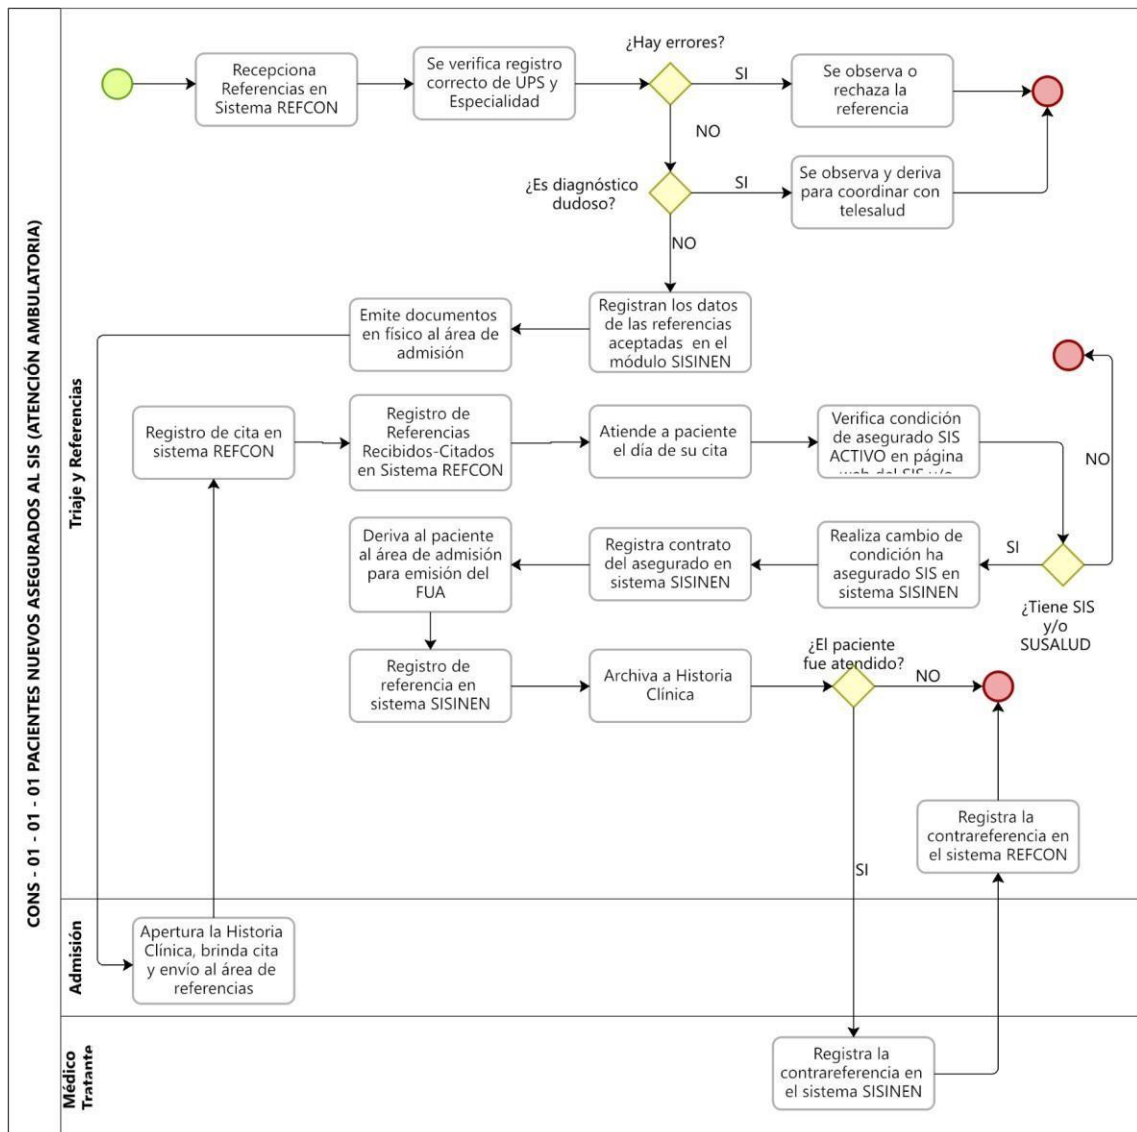 CONS - 01 - 01 - 01 PACIENTES NUEVOS ASEGURADOS AL SIS (ATENCIÓN AMBULATORIA)
Triaje y Referencias
Recepciona
Referencias en
Sistema REFCON
Se verifica registro
correcto de UPS y
Especialidad
¿Hay errores?
SI
Se observa o
rechaza la
referencia
NO
¿Es diagnóstico
dudoso?
SI
Se observa y deriva
para coordinar con
telesalud
NO
Registran los datos
de las referencias
aceptadas en el
módulo SISINEN
Emite documentos
en físico al área de
admisión
Registro de cita en
sistema REFCON
Registro de
Referencias
Recibidos-Citados
en Sistema REFCON
Atiende a paciente
el día de su cita
Verifica condición
de asegurado SIS
ACTIVO en página
web del SIS y/o
NO
¿Tiene SIS
y/o
SUSALUD
SI
Realiza cambio de
condición ha
asegurado SIS en
sistema SISINEN
Registra contrato
del asegurado en
sistema SISINEN
Deriva al paciente
al área de admisión
para emisión del
FUA
Registro de
referencia en
sistema SISINEN
Archiva a Historia
Clínica
¿El paciente
fue atendido?
NO
SI
Registra la
contrareferencia en
el sistema REFCON
Admisión
Apertura la Historia
Clínica, brinda cita
y envío al área de
referencias
Médico
Tratante
Registra la
contrareferencia en
el sistema SISINEN